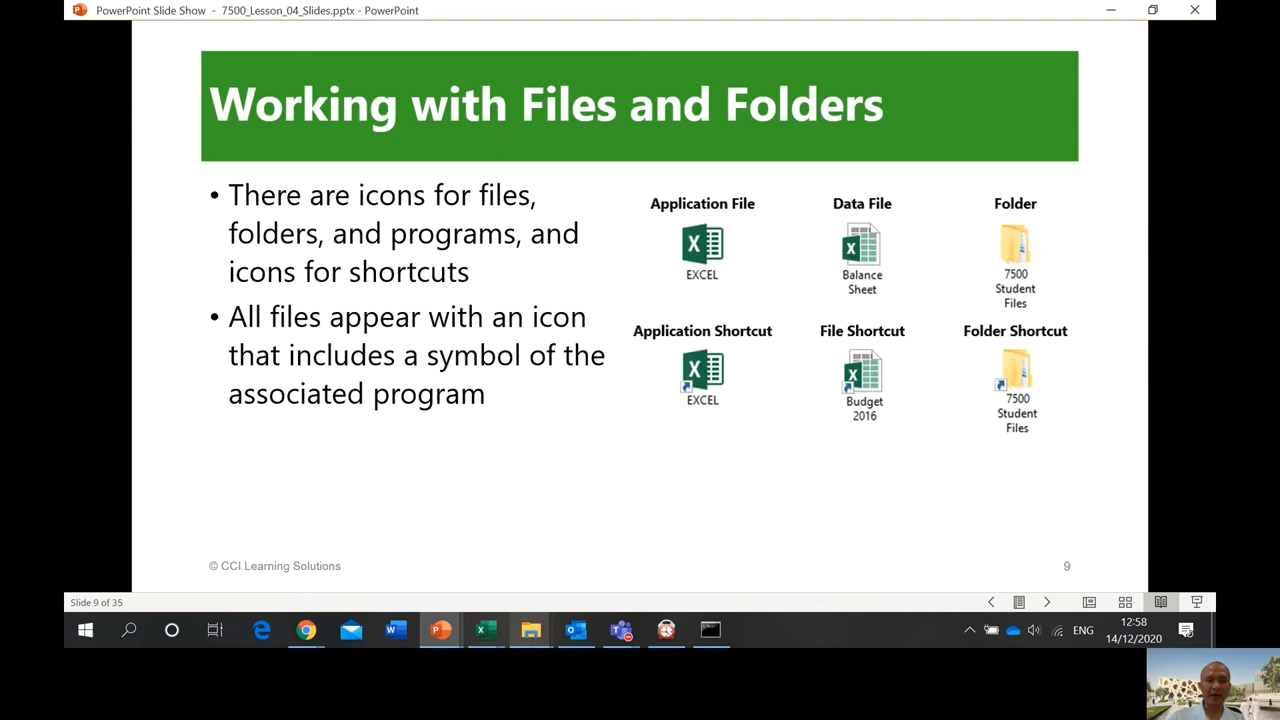 PowerPoint Slide Show - 7500_Lesson_04_Slides.pptx - PowerPoint
Working with Files and Folders
• There are icons for files,
folders, and programs, and
icons for shortcuts
• All files appear with an icon
that includes a symbol of the
associated program
Application File
EXCEL
Data File
Balance
Sheet
Folder
7500
Student
Files
Application Shortcut
EXCEL
File Shortcut
Budget
2016
Folder Shortcut
7500
Student
Files
© CCI Learning Solutions
9
Slide 9 of 35
ENG
12:58
14/12/2020